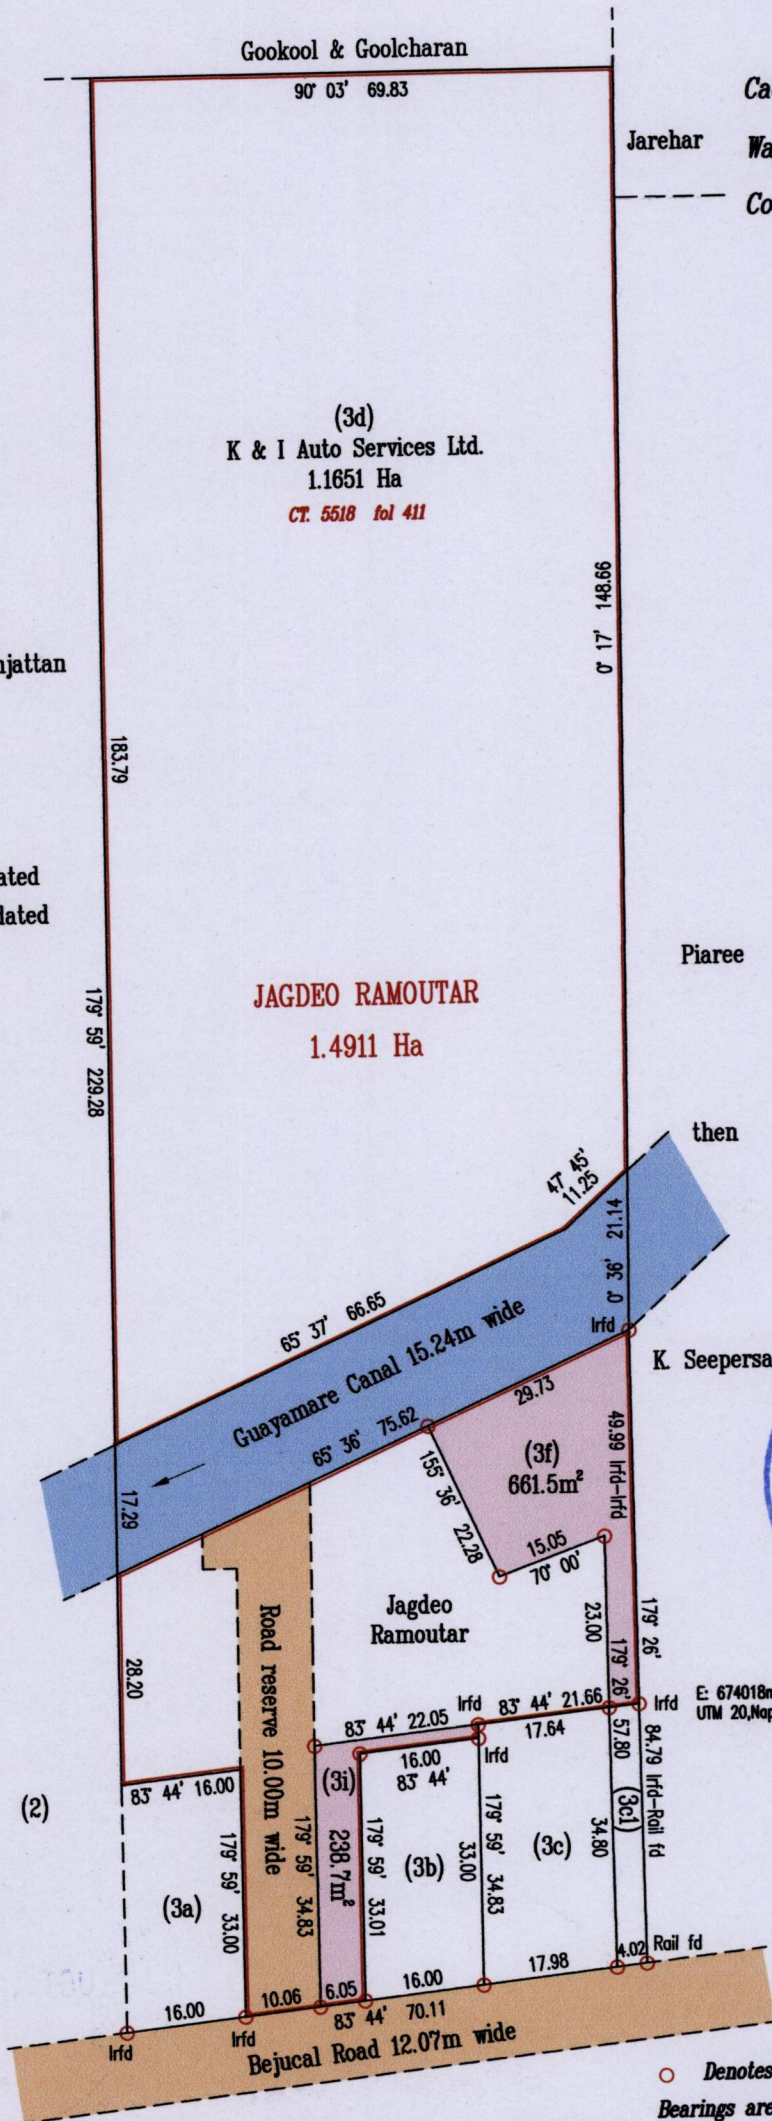 Gookool & Goolcharan
90° 03' 69.83
Jarehar
(3d)
K & I Auto Services Ltd.
1.1651 Ha
CT. 5518 fol 411
0° 17' 148.66
183.79
179° 59' 229.28
JAGDEO RAMOUTAR
1.4911 Ha
Piaree
then
47° 45'
11.25
0° 36' 21.14
65° 37' 66.65
Guayamare Canal 15.24m wide
Irfd
K. Seepersa
29.73
65° 36' 75.62
17.29
(3f)
661.5m²
49.99 Irfd-Irfd
155° 36' 22.28
15.05
70° 00'
Jagdeo
Ramoutar
23.00
179° 26'
179° 26'
28.20
Road reserve 10.00m wide
Irfd
83° 44' 21.66
Irfd
E: 674018m
UTM 20,Nap
83° 44' 22.05
17.64
Irfd
57.80
84.79 Irfd-Rail fd
83° 44' 16.00
16.00
83° 44'
(2)
(3i)
238.7m²
(3c1)
179° 59' 34.83
179° 59' 33.01
(3b)
33.00
179° 59' 34.83
(3c)
34.80
179° 59' 33.00
(3a)
Rail fd
4.02
17.98
16.00
6.05
10.06
16.00
83° 44' 70.11
Irfd
Irfd
Bejucal Road 12.07m wide
Denotes
Bearings are